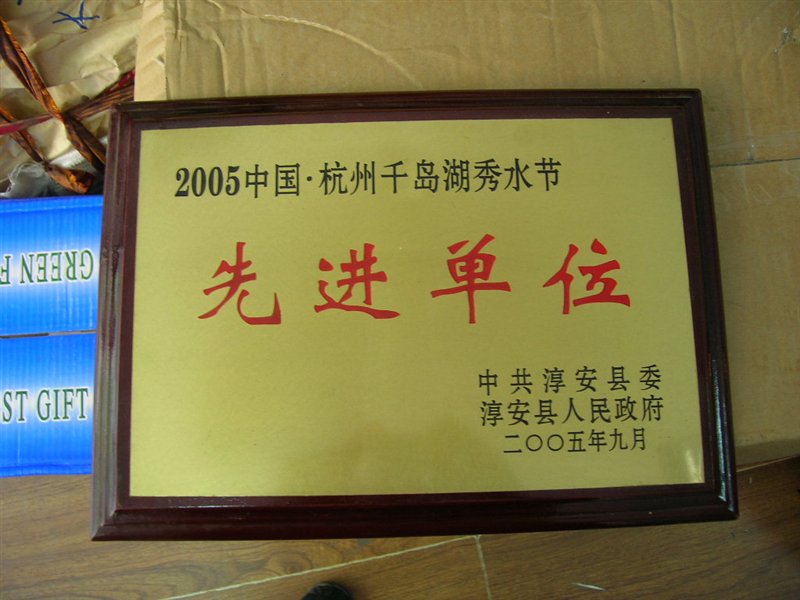 2005中国·杭州千岛湖秀水节
先进单位
中共淳安县委
淳安县人民政府
二〇〇五年九月
GREEN F
ST GIFT